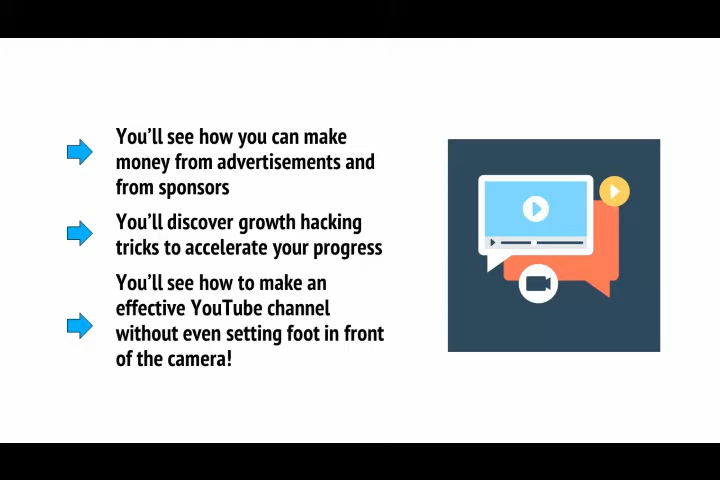 You’ll see how you can make
money from advertisements and
from sponsors
You’ll discover growth hacking
tricks to accelerate your progress
You’ll see how to make an
effective YouTube channel
without even setting foot in front
of the camera!